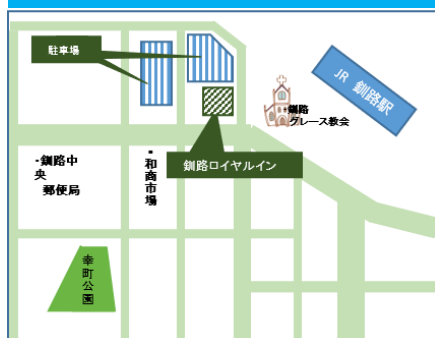 駐車場
JR 釧路駅
・釧路
グレース教会
釧路ロイヤルイン
・釧路中
央
郵便局
・和商市場
幸町公園